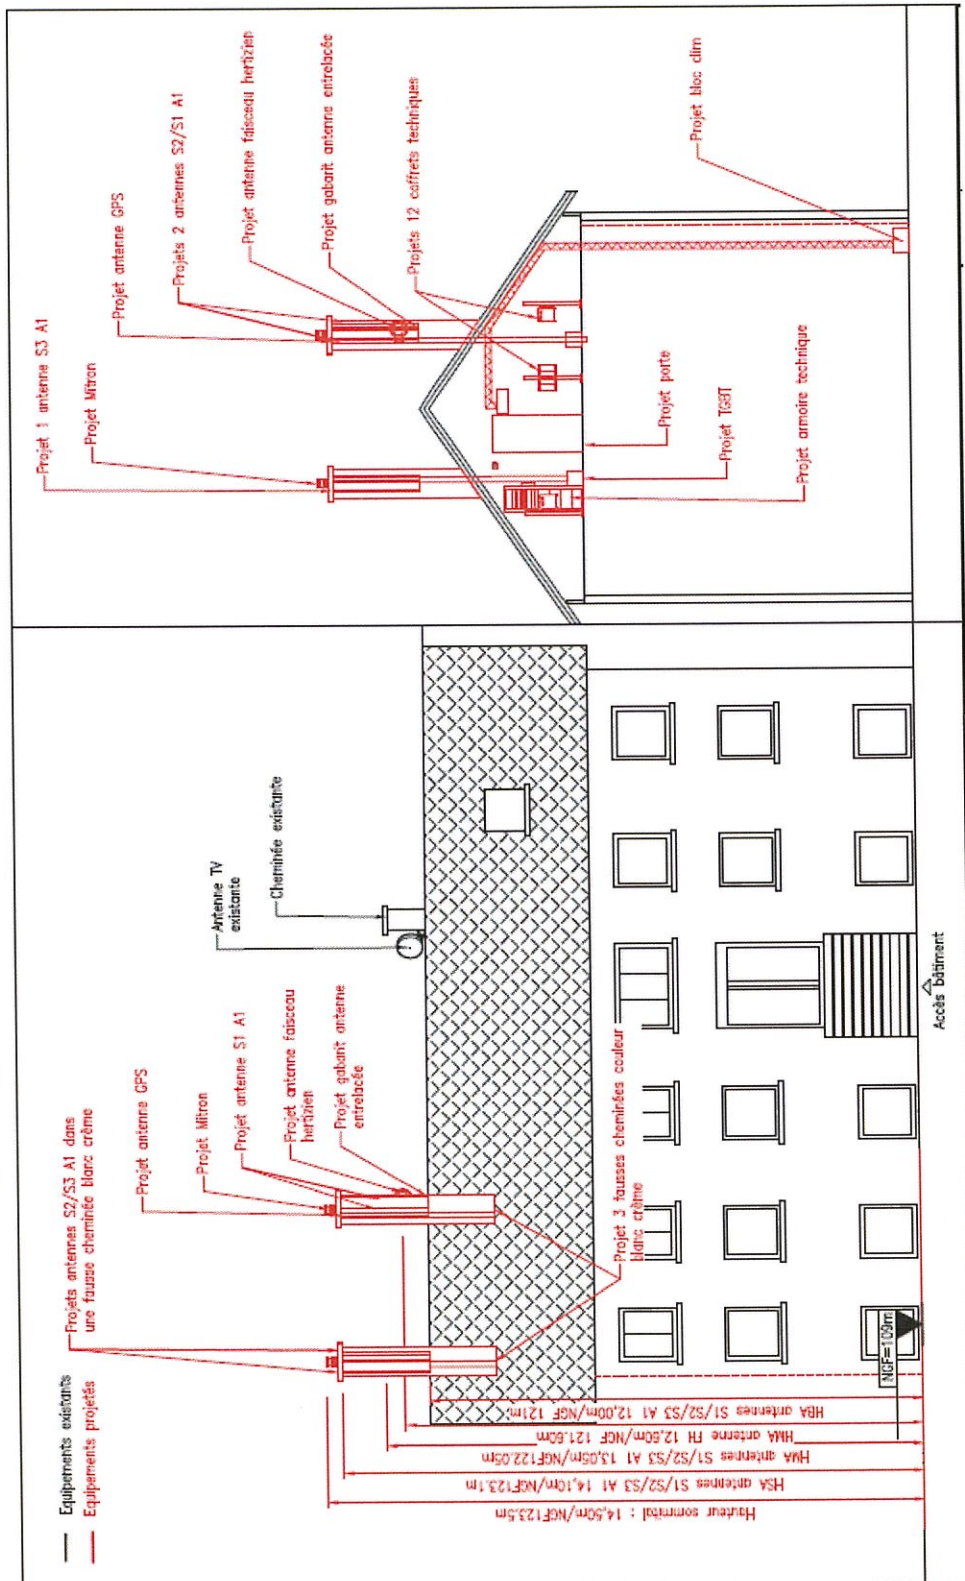 Equipements existants
Equipements projetés
Projets antennes S2/S3 A1 dans
une fausse cheminée blanc crème
Projet antenne GPS
Projet Mitron
Projet antenne S1 A1
Projet antenne faisceau
hertizien
Projet gabarit antenne
entrelacée
Antenne TV
existante
Cheminée existante
Projet 3 fausses cheminées couleur
blanc crème
Hauteur sommital : 14,50m/NGF123.5m
HSA antennes S1/S2/S3 A1 14,10m/NGF123.1m
HMA antennes S1/S2/S3 A1 13,05m/NGF122.05m
HMA antenne FH 12,60m/NGF 121.60m
HBA antennes S1/S2/S3 A1 12,00m/NGF 121m
NGF=109m
Accès bâtiment
Projet 1 antenne S3 A1
Projet Mitron
Projet antenne GPS
Projets 2 antennes S2/S1 A1
Projet antenne faisceau hertizien
Projet gabarit antenne entrelacée
Projets 12 coffrets techniques
Projet bloc clim
Projet porte
Projet TGBT
Projet armoire technique